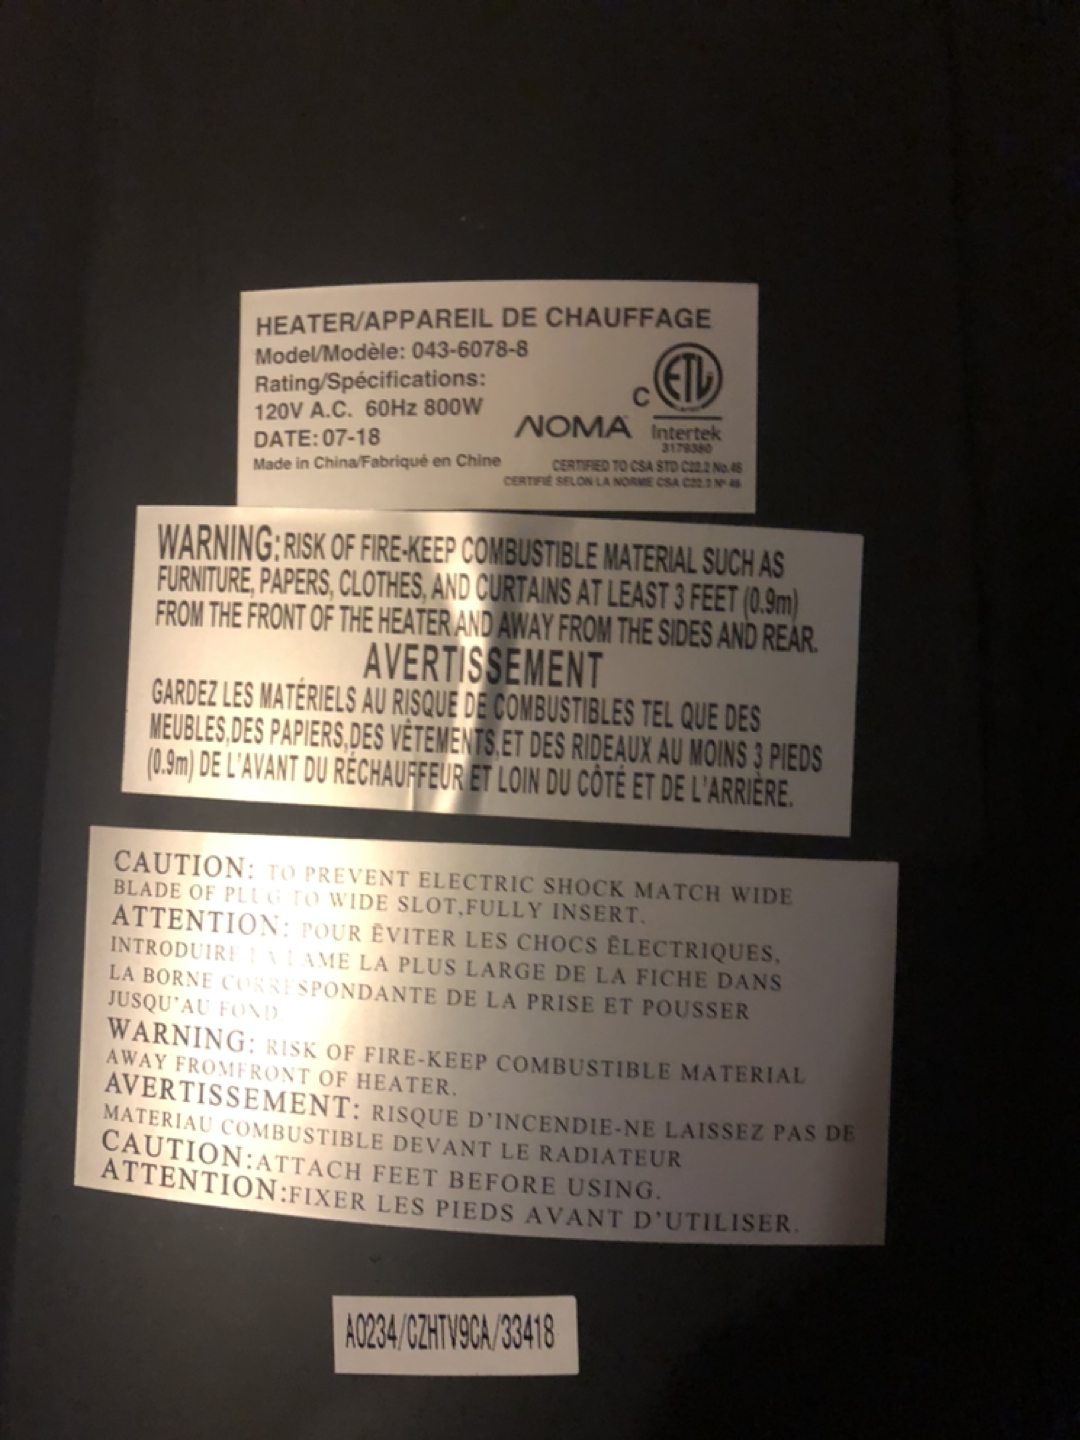 HEATER/APPAREIL DE CHAUFFAGE
Model/Modèle: 043-6078-8
Rating/Spécifications:
120V A.C. 60Hz 800W
DATE: 07-18
Made in China/Fabriqué en Chine
C ETL
NOMA
Intertek
3178380
CERTIFIED TO CSA STD C22.2 No.46
CERTIFIÉ SELON LA NORME CSA C22.2 Nº 46
WARNING: RISK OF FIRE-KEEP COMBUSTIBLE MATERIAL SUCH AS
FURNITURE, PAPERS, CLOTHES, AND CURTAINS AT LEAST 3 FEET (0.9m)
FROM THE FRONT OF THE HEATER AND AWAY FROM THE SIDES AND REAR.
AVERTISSEMENT
GARDEZ LES MATÉRIELS AU RISQUE DE COMBUSTIBLES TEL QUE DES
MEUBLES,DES PAPIERS,DES VÊTEMENTS,ET DES RIDEAUX AU MOINS 3 PIEDS
(0.9m) DE L'AVANT DU RÉCHAUFFEUR ET LOIN DU CÔTÉ ET DE L'ARRIÈRE.
CAUTION: TO PREVENT ELECTRIC SHOCK MATCH WIDE
BLADE OF PLUG TO WIDE SLOT,FULLY INSERT.
ATTENTION: POUR ÊVITER LES CHOCS ÊLECTRIQUES,
INTRODUIRE LA LAME LA PLUS LARGE DE LA FICHE DANS
LA BORNE CORRESPONDANTE DE LA PRISE ET POUSSER
JUSQU'AU FOND
WARNING: RISK OF FIRE-KEEP COMBUSTIBLE MATERIAL
AWAY FROMFRONT OF HEATER.
AVERTISSEMENT: RISQUE D'INCENDIE-NE LAISSEZ PAS DE
MATERIAU COMBUSTIBLE DEVANT LE RADIATEUR
CAUTION:ATTACH FEET BEFORE USING.
ATTENTION:FIXER LES PIEDS AVANT D'UTILISER.
A0234/CZHTV9CA/33418